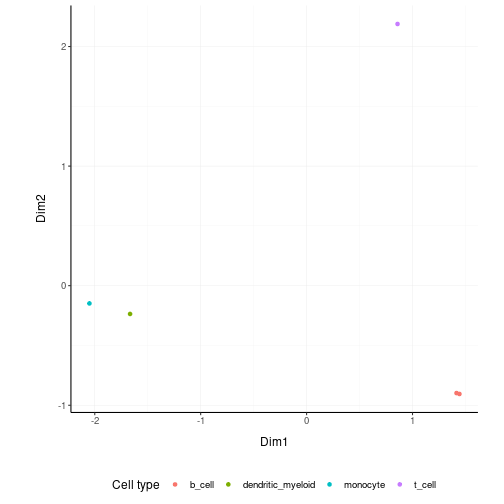 2
1
0
-1
Dim2
-2 -1 0 1
Dim1
Cell type b_cell dendritic_myeloid monocyte t_cell